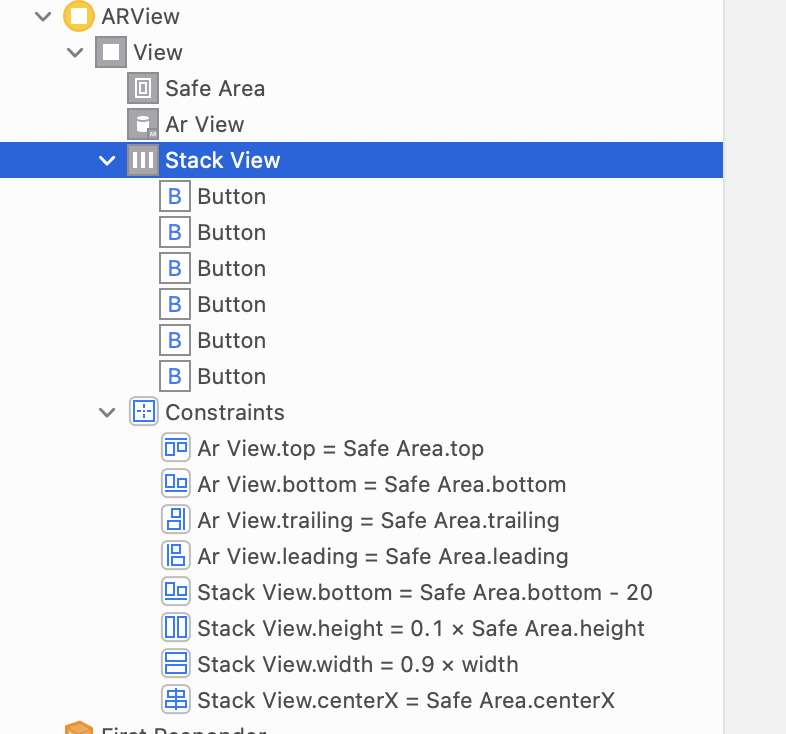 ARView
View
Safe Area
Ar View
Stack View
B Button
B Button
B Button
B Button
B Button
B Button
Constraints
Ar View.top = Safe Area.top
Ar View.bottom = Safe Area.bottom
Ar View.trailing = Safe Area.trailing
Ar View.leading = Safe Area.leading
Stack View.bottom = Safe Area.bottom - 20
Stack View.height = 0.1 × Safe Area.height
Stack View.width = 0.9 × width
Stack View.centerX = Safe Area.centerX
First Responder